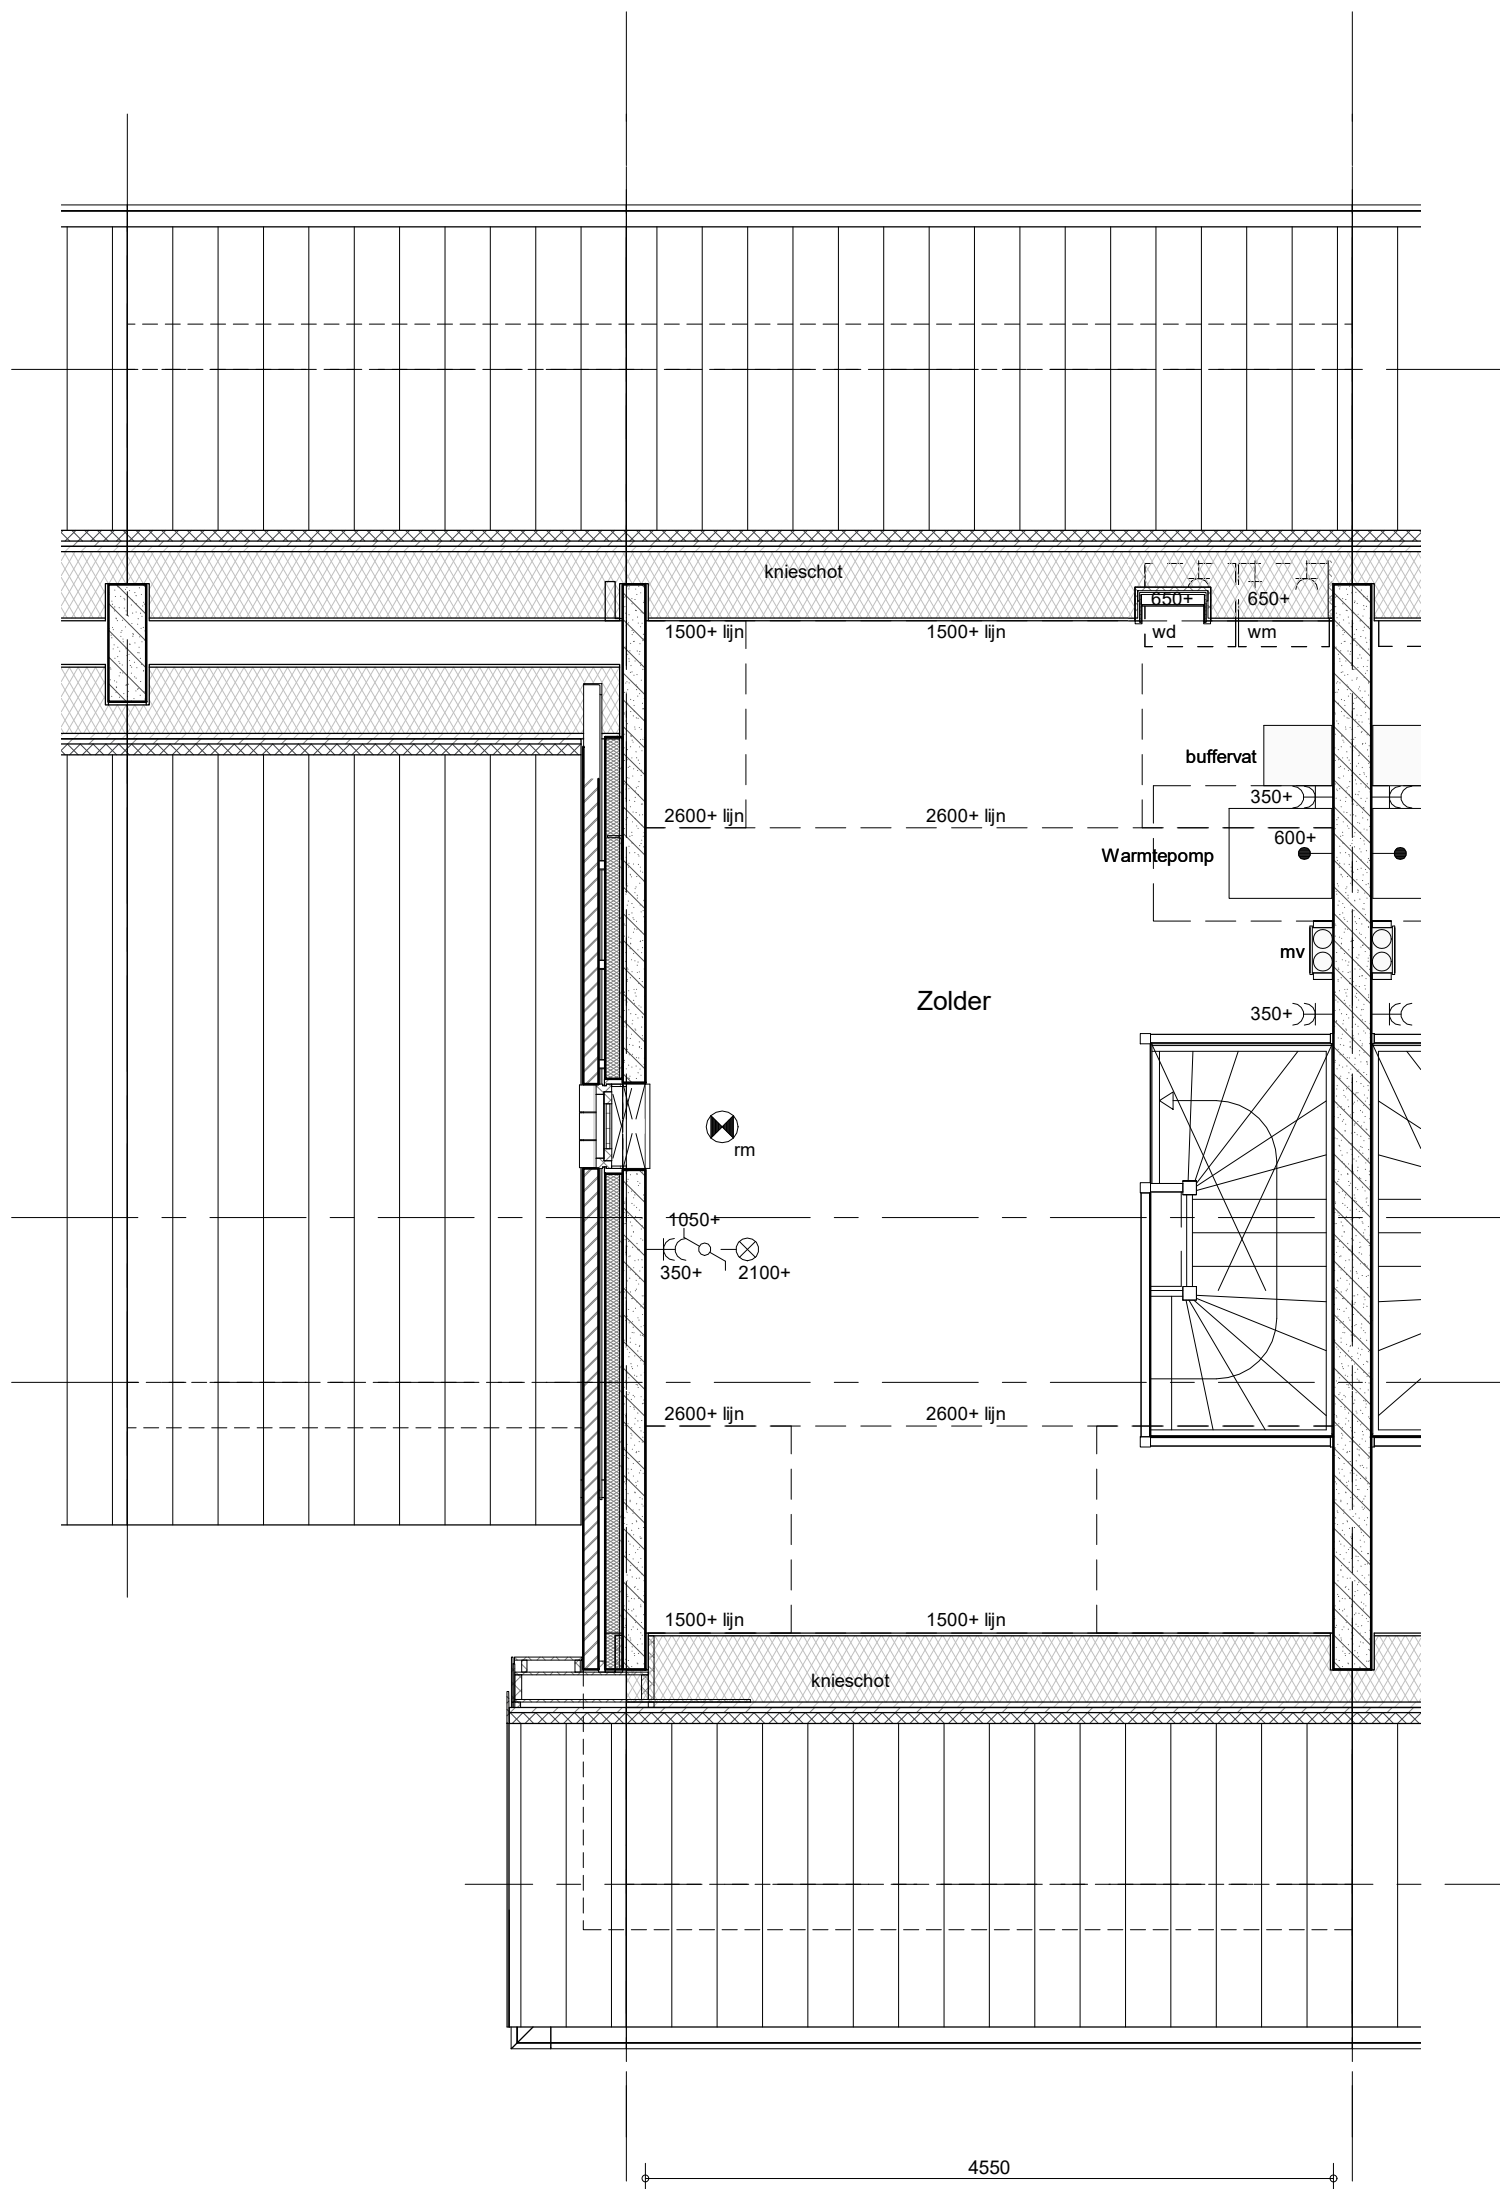 knieschot
650+ 650+
1500+ lijn 1500+ lijn wd wm
buffervat
350+
2600+ lijn 2600+ lijn
600+
Warmtepomp
mv
Zolder
350+
rm
1050+
350+ 2100+
2600+ lijn 2600+ lijn
1500+ lijn 1500+ lijn
knieschot
4550